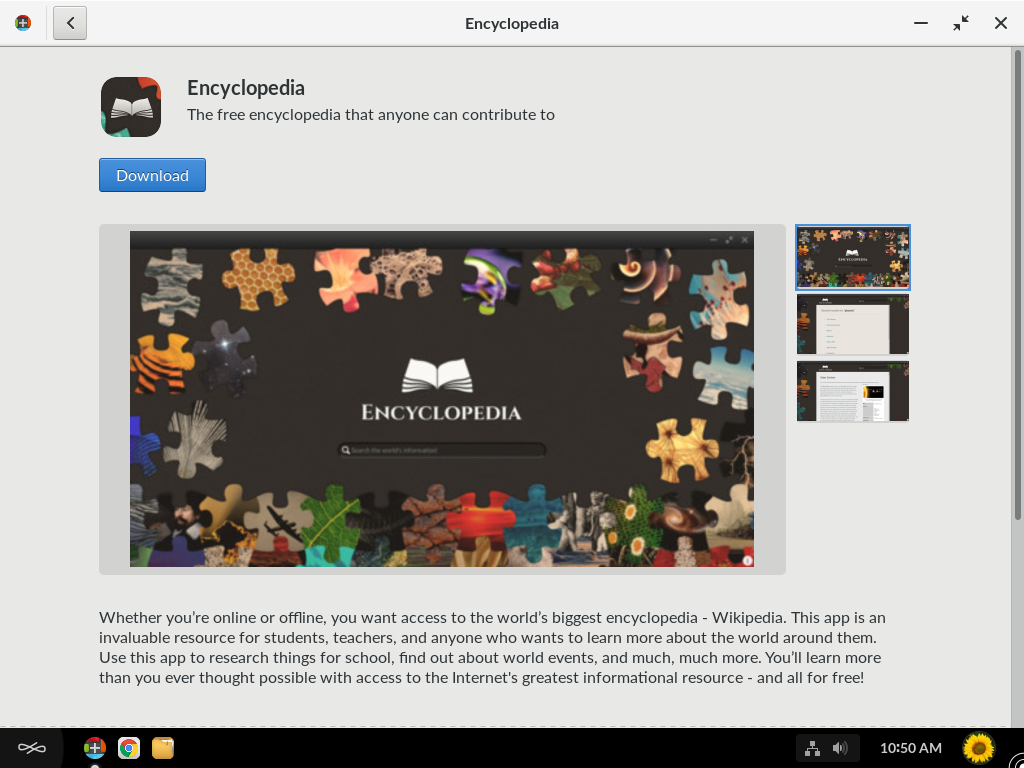 Encyclopedia
Encyclopedia
The free encyclopedia that anyone can contribute to
Download
ENCYCLOPEDIA
Search the world's information!
ENCYCLOPEDIA
Whether you’re online or offline, you want access to the world’s biggest encyclopedia - Wikipedia. This app is an
invaluable resource for students, teachers, and anyone who wants to learn more about the world around them.
Use this app to research things for school, find out about world events, and much, much more. You’ll learn more
than you ever thought possible with access to the Internet's greatest informational resource - and all for free!
10:50 AM